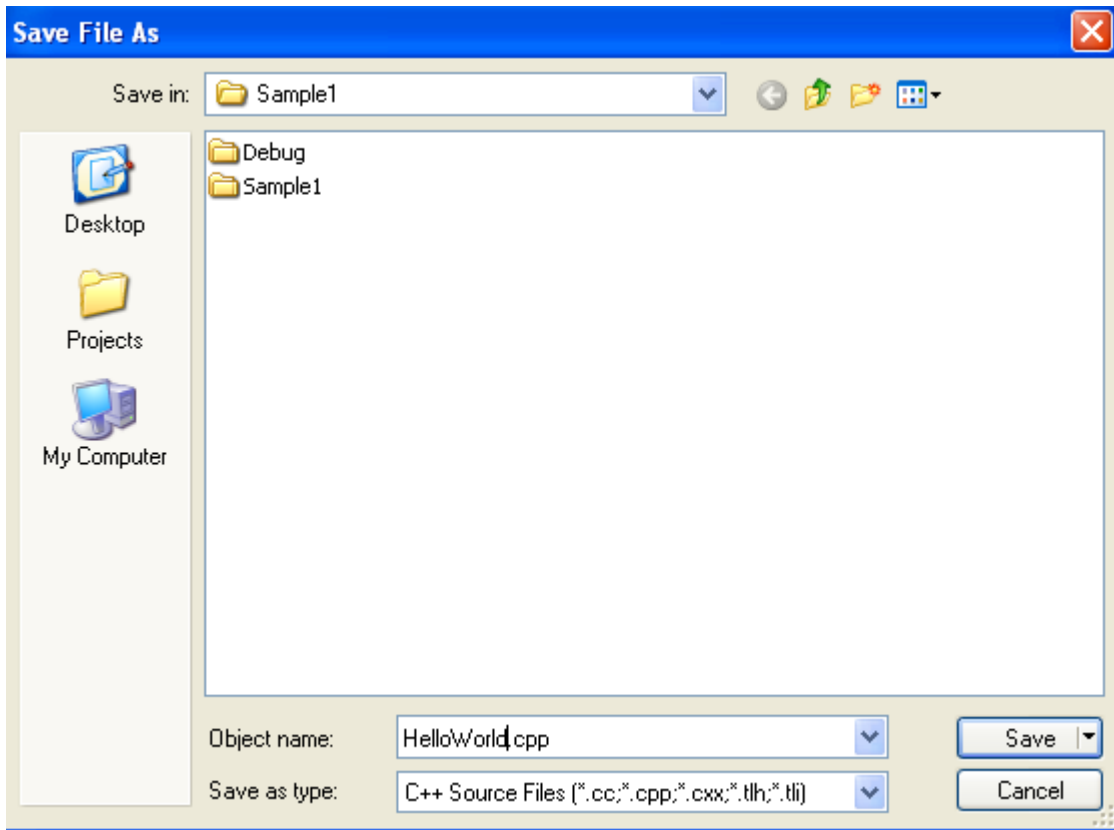 Save File As
Save in:
Sample1
Debug
Sample1
Desktop
Projects
My Computer
Object name:
HelloWorld.cpp
Save
Save as type:
C++ Source Files (*.cc;*.cpp;*.cxx;*.tlh;*.tli)
Cancel